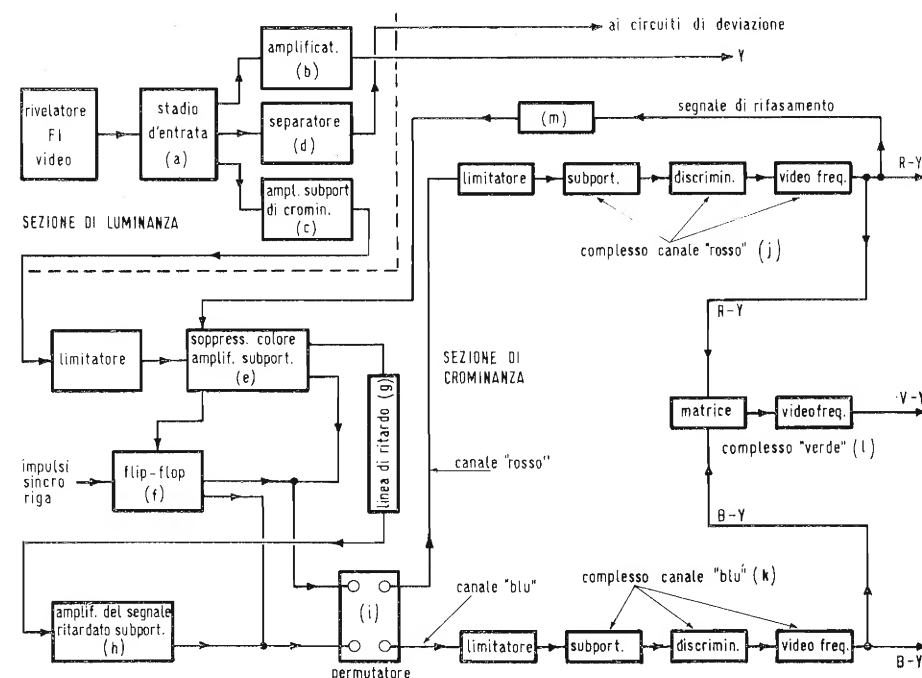 ai circuiti di deviazione
amplificat.
(b)
Y
rivelatore
FI
video
stadio
d'entrata
(a)
separatore
(d)
(m)
segnale di rifasamento
R-Y
ampl. subport.
di cromin.
(c)
limitatore
subport.
discrimin.
video freq.
SEZIONE DI LUMINANZA
complesso canale "rosso" (j)
R-Y
limitatore
soppress. colore
amplif. subport.
(e)
SEZIONE DI
CROMINANZA
linea di ritardo (g)
matrice
videofreq.
V-Y
complesso "verde" (l)
impulsi
sincro
riga
flip-flop
(f)
canale "rosso"
B-Y
amplif. del segnale
ritardato subport.
(h)
(i)
permutatore
canale "blu"
complesso canale "blu" (k)
limitatore
subport.
discrimin.
video freq.
B-Y